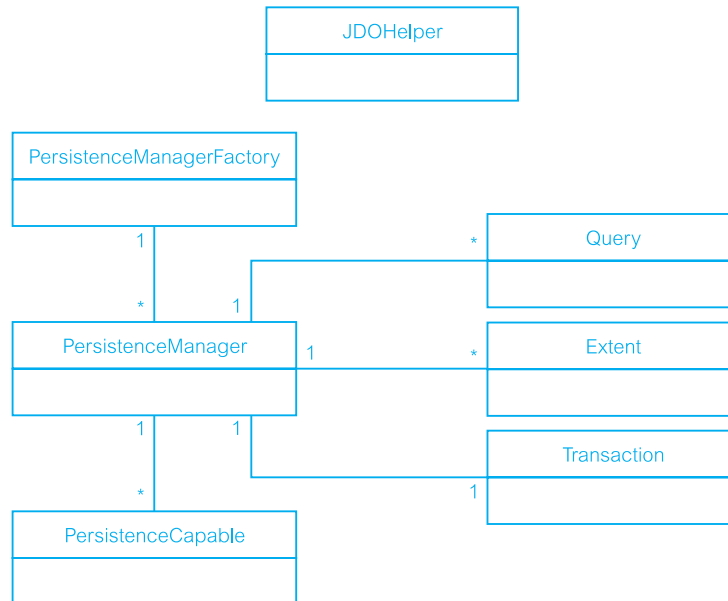 JDOHelper
PersistenceManagerFactory
1
*
Query
*
1
PersistenceManager
1
*
Extent
1
1
Transaction
1
*
PersistenceCapable